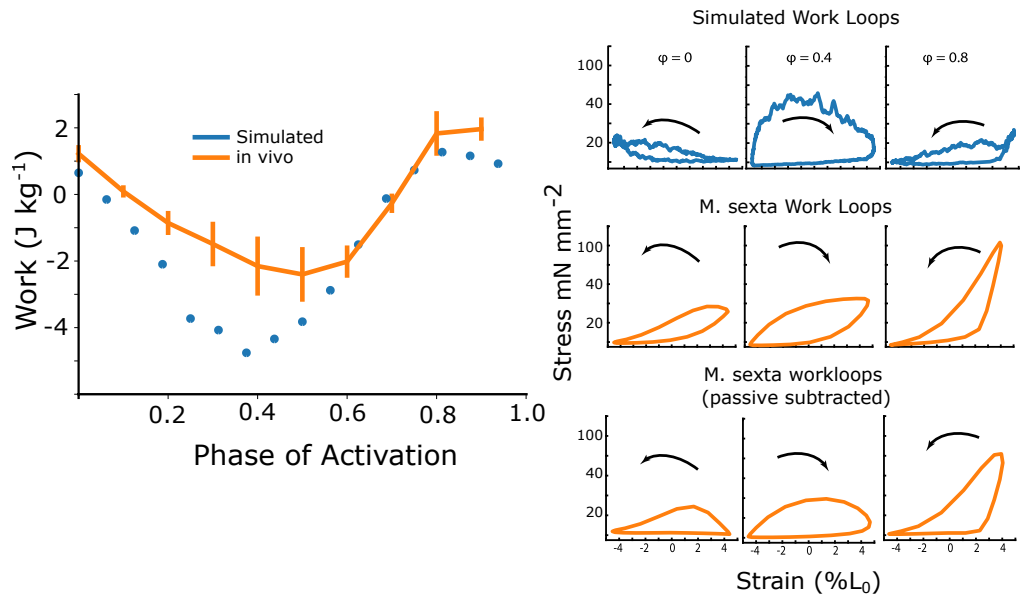 Simulated Work Loops
φ = 0
φ = 0.4
φ = 0.8
120
40
20
2
0
-2
-4
Work (J kg⁻¹)
Simulated
in vivo
0.2
0.4
0.6
0.8
1.0
Phase of Activation
M. sexta Work Loops
100
40
20
Stress mN mm⁻²
M. sexta workloops
(passive subtracted)
100
40
20
-4 -2 0 2 4
-4 -2 0 2 4
-4 -2 0 2 4
Strain (%L₀)